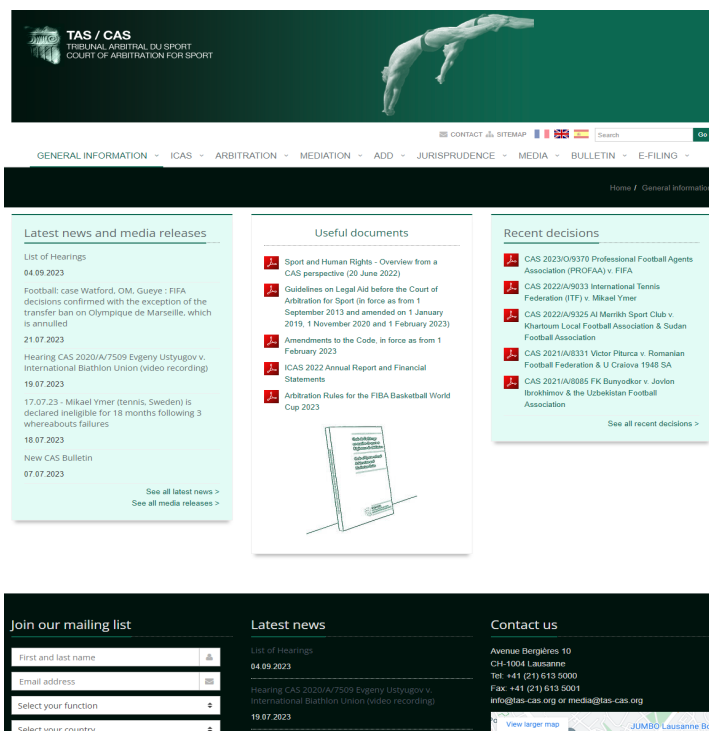 TAS / CAS
TRIBUNAL ARBITRAL DU SPORT
COURT OF ARBITRATION FOR SPORT
CONTACT
SITEMAP
Search
Go
GENERAL INFORMATION
ICAS
ARBITRATION
MEDIATION
ADD
JURISPRUDENCE
MEDIA
BULLETIN
E-FILING
Home / General information
Latest news and media releases
List of Hearings
04.09.2023
Football: case Watford, OM, Gueye : FIFA
decisions confirmed with the exception of the
transfer ban on Olympique de Marseille, which
is annulled
21.07.2023
Hearing CAS 2020/A/7509 Evgeny Ustyugov v.
International Biathlon Union (video recording)
19.07.2023
17.07.23 - Mikael Ymer (tennis, Sweden) is
declared ineligible for 18 months following 3
whereabouts failures
18.07.2023
New CAS Bulletin
07.07.2023
See all latest news >
See all media releases >
Useful documents
Sport and Human Rights - Overview from a
CAS perspective (20 June 2022)
Guidelines on Legal Aid before the Court of
Arbitration for Sport (in force as from 1
September 2013 and amended on 1 January
2019, 1 November 2020 and 1 February 2023)
Amendments to the Code, in force as from 1
February 2023
ICAS 2022 Annual Report and Financial
Statements
Arbitration Rules for the FIBA Basketball World
Cup 2023
Recent decisions
CAS 2023/O/9370 Professional Football Agents
Association (PROFAA) v. FIFA
CAS 2022/A/9033 International Tennis
Federation (ITF) v. Mikael Ymer
CAS 2022/A/9325 Al Merrikh Sport Club v.
Khartoum Local Football Association & Sudan
Football Association
CAS 2021/A/8331 Victor Piturca v. Romanian
Football Federation & U Craiova 1948 SA
CAS 2021/A/8085 FK Bunyodkor v. Jovlon
Ibrokhimov & the Uzbekistan Football
Association
See all recent decisions >
Join our mailing list
First and last name
Email address
Select your function
Select your country
Latest news
List of Hearings
04.09.2023
Hearing CAS 2020/A/7509 Evgeny Ustyugov v.
International Biathlon Union (video recording)
19.07.2023
Contact us
Avenue Bergières 10
CH-1004 Lausanne
Tel: +41 (21) 613 5000
Fax: +41 (21) 613 5001
info@tas-cas.org or media@tas-cas.org
View larger map
JUMBO Lausanne Bo